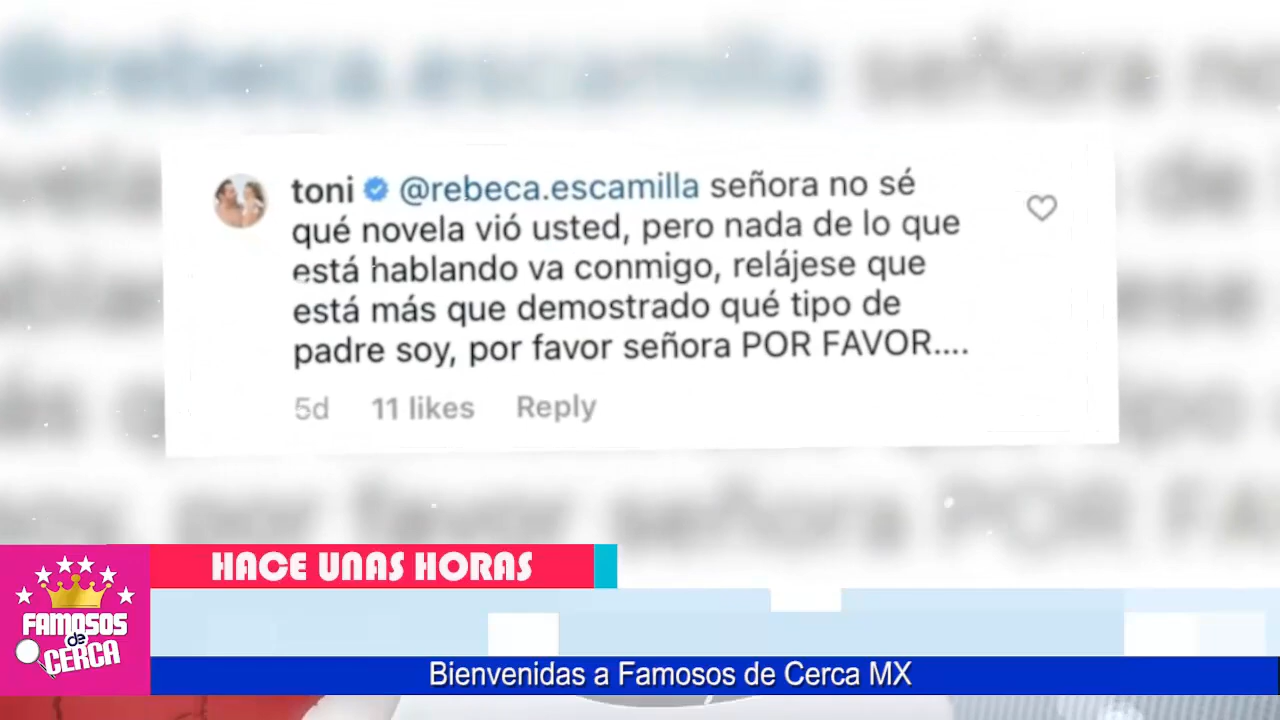 toni @rebeca.escamilla señora no sé
qué novela vió usted, pero nada de lo que
está hablando va conmigo, relájese que
está más que demostrado qué tipo de
padre soy, por favor señora POR FAVOR....
5d 11 likes Reply
HACE UNAS HORAS
FAMOSOS
de
CERCA
Bienvenidas a Famosos de Cerca MX